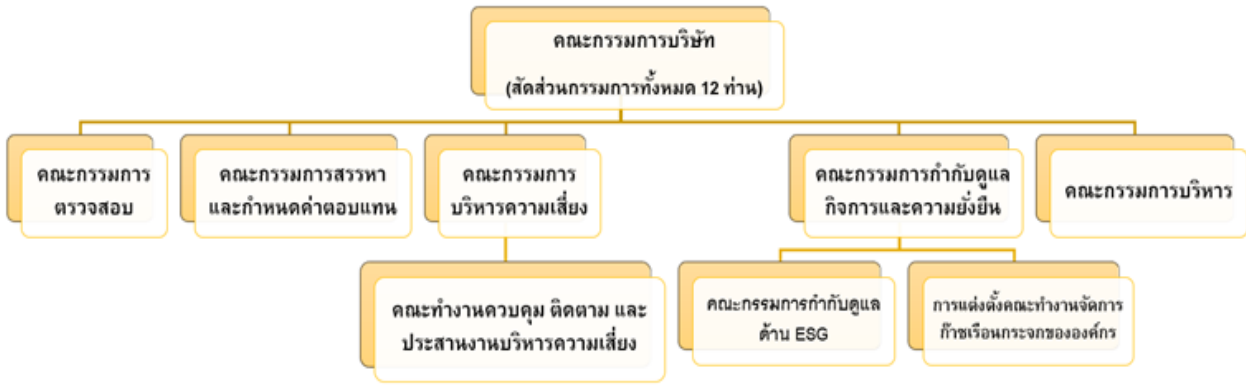 คณะกรรมการบริษัท
(สัดส่วนกรรมการทั้งหมด 12 ท่าน)
คณะกรรมการ
ตรวจสอบ
คณะกรรมการสรรหา
และกำหนดค่าตอบแทน
คณะกรรมการ
บริหารความเสี่ยง
คณะกรรมการกำกับดูแล
กิจการและความยั่งยืน
คณะกรรมการบริหาร
คณะทำงานควบคุม ติดตาม และ
ประสานงานบริหารความเสี่ยง
คณะกรรมการกำกับดูแล
ด้าน ESG
การแต่งตั้งคณะทำงานจัดการ
ก๊าซเรือนกระจกขององค์กร